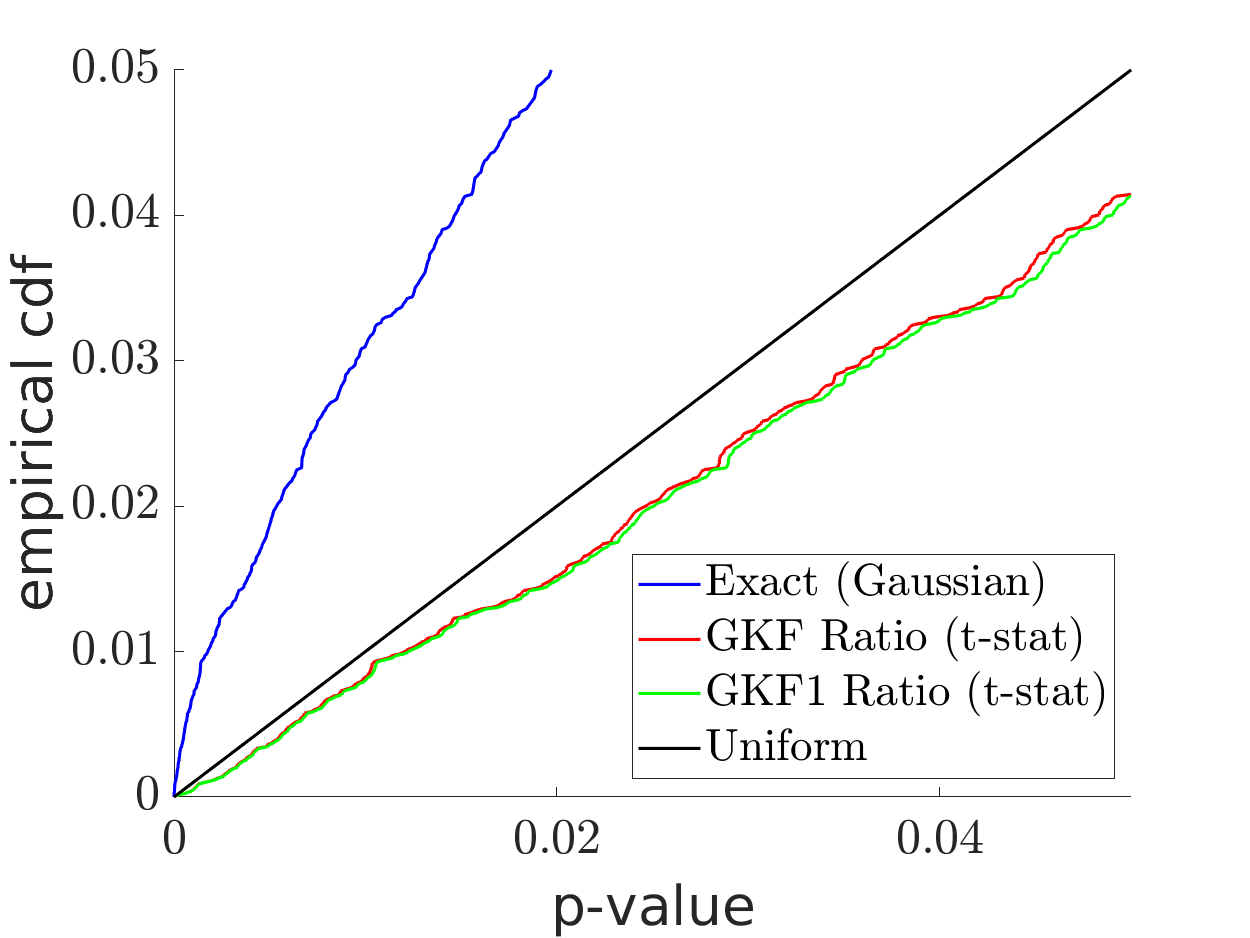 0.05
0.04
0.03
0.02
0.01
0
empirical cdf
Exact (Gaussian)
GKF Ratio (t-stat)
GKF1 Ratio (t-stat)
Uniform
0 0.02 0.04
p-value